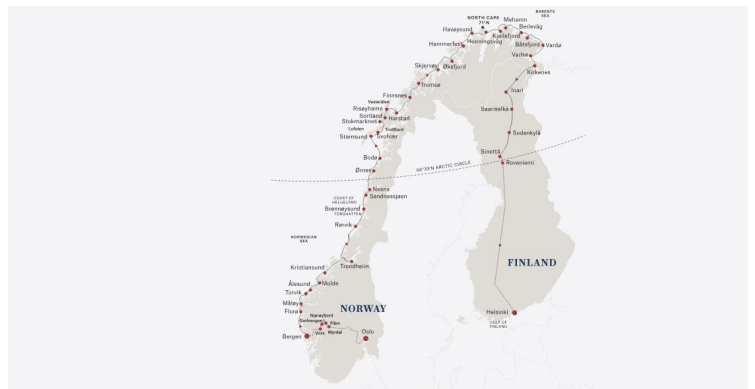 NORTH CAPE
71°N
BARENTS
SEA
Mehamn
Berlevåg
Havøysund
Kjøllefjord
Honningsvåg
Båtsfjord
Hammerfest
Vardø
Vadsø
Øksfjord
Skjervøy
Kirkenes
Tromsø
Inari
Finnsnes
Vesterålen
Risøyhamn
Saariselkä
Harstad
Sortland
Stokmarknes
Lofoten
Trollfjord
Stamsund
Svolvær
Sodankylä
Sinettä
Bodø
Rovaniemi
66°33'N ARCTIC CIRCLE
Ørnes
Nesna
COAST OF
HELGELAND
Sandnessjøen
Brønnøysund
TORGHATTEN
Rørvik
NORWEGIAN
SEA
Trondheim
FINLAND
Kristiansund
Ålesund
Molde
Torvik
Måløy
NORWAY
Florø
Helsinki
GULF OF
FINLAND
Nærøyfjord
Gudvangen
Flåm
Voss
Myrdal
Oslo
Bergen